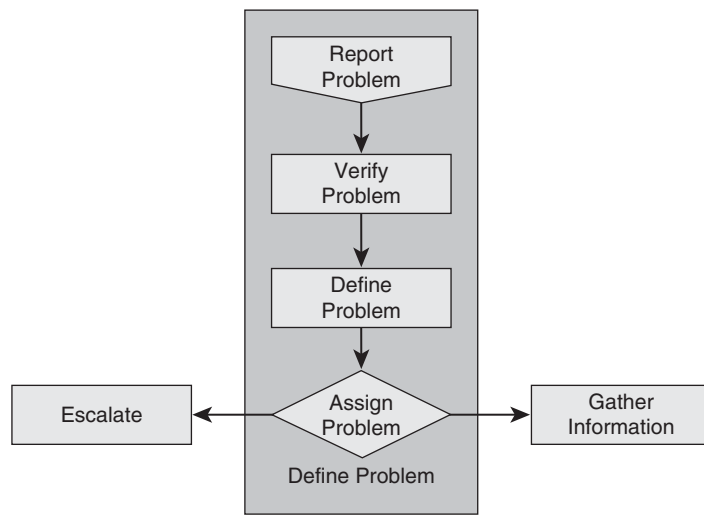 Report
Problem
Verify
Problem
Define
Problem
Escalate
Assign
Problem
Gather
Information
Define Problem